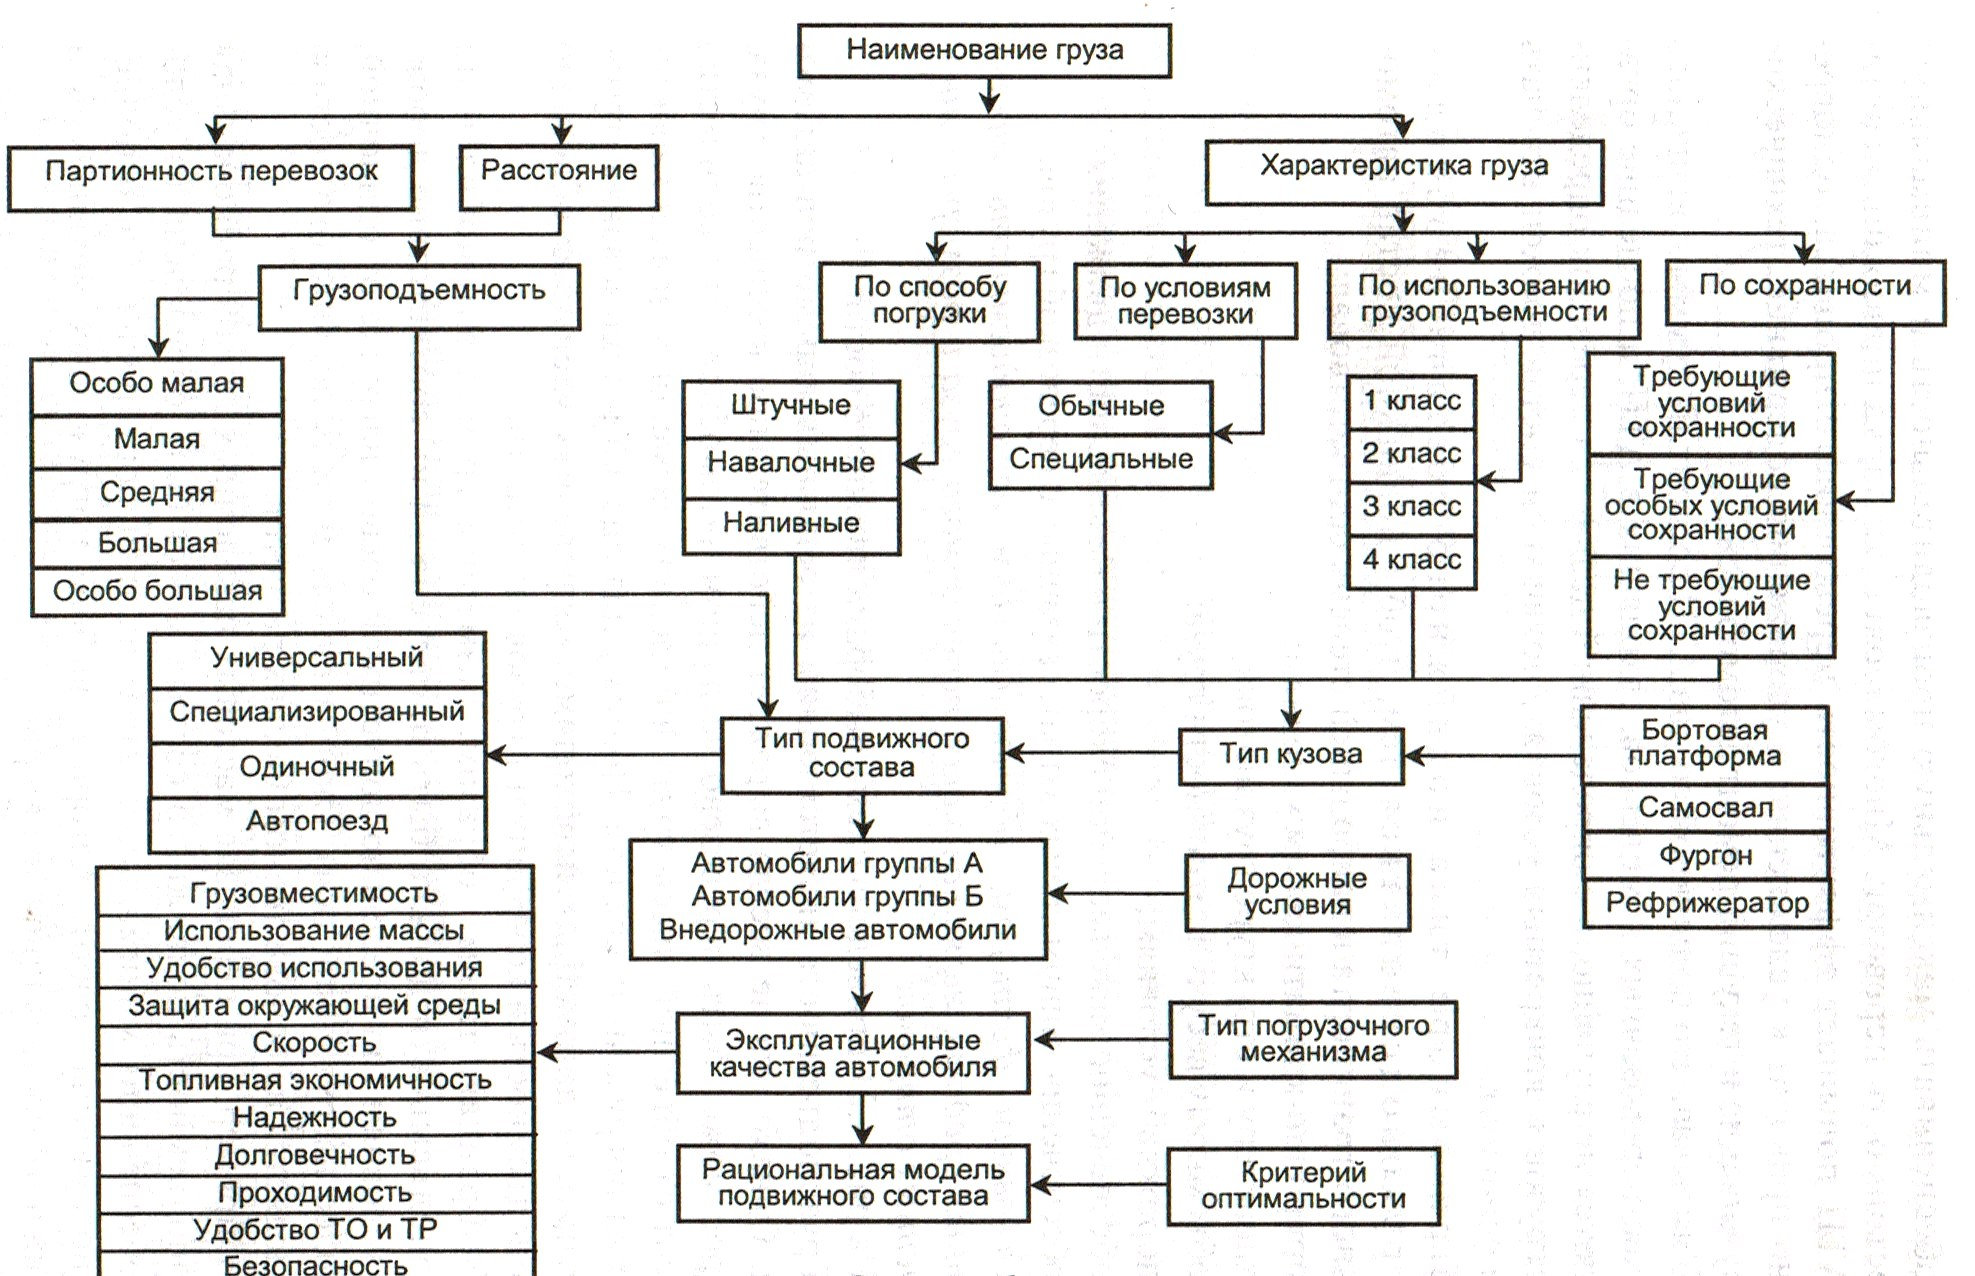 Наименование груза
Партионность перевозок
Расстояние
Характеристика груза
Грузоподъемность
По способу
погрузки
По условиям
перевозки
По использованию
грузоподъемности
По сохранности
Особо малая
Малая
Средняя
Большая
Особо большая
Штучные
Навалочные
Наливные
Обычные
Специальные
1 класс
2 класс
3 класс
4 класс
Требующие
условий
сохранности
Требующие
особых условий
сохранности
Не требующие
условий
сохранности
Универсальный
Специализированный
Одиночный
Автопоезд
Тип подвижного
состава
Тип кузова
Бортовая
платформа
Самосвал
Фургон
Рефрижератор
Автомобили группы А
Автомобили группы Б
Внедорожные автомобили
Дорожные
условия
Грузовместимость
Использование массы
Удобство использования
Защита окружающей среды
Скорость
Топливная экономичность
Надежность
Долговечность
Проходимость
Удобство ТО и ТР
Безопасность
Эксплуатационные
качества автомобиля
Тип погрузочного
механизма
Рациональная модель
подвижного состава
Критерий
оптимальности